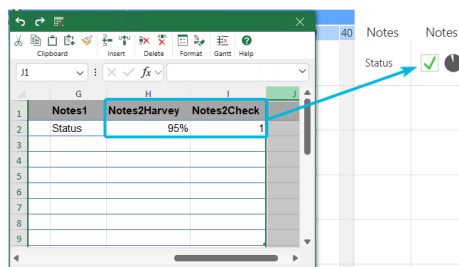 Clipboard Insert Delete Format Gantt Help
J1 fx
G H I J
1 Notes1 Notes2Harvey Notes2Check
2 Status 95% 1
3
4
5
6
7
8
9
40 Notes Notes
Status